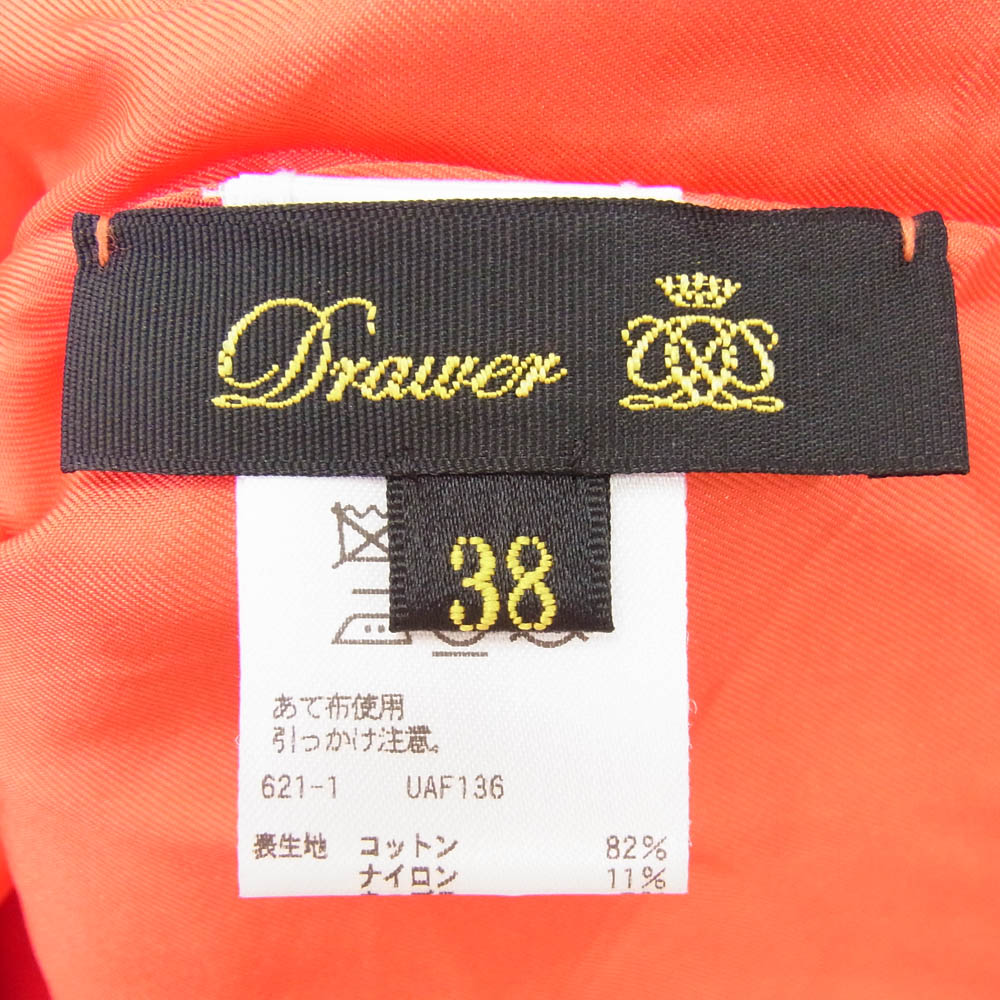 Drawer
38
あて布使用
引っかけ注意。
621-1 UAF136
表生地 コットン 82%
ナイロン 11%